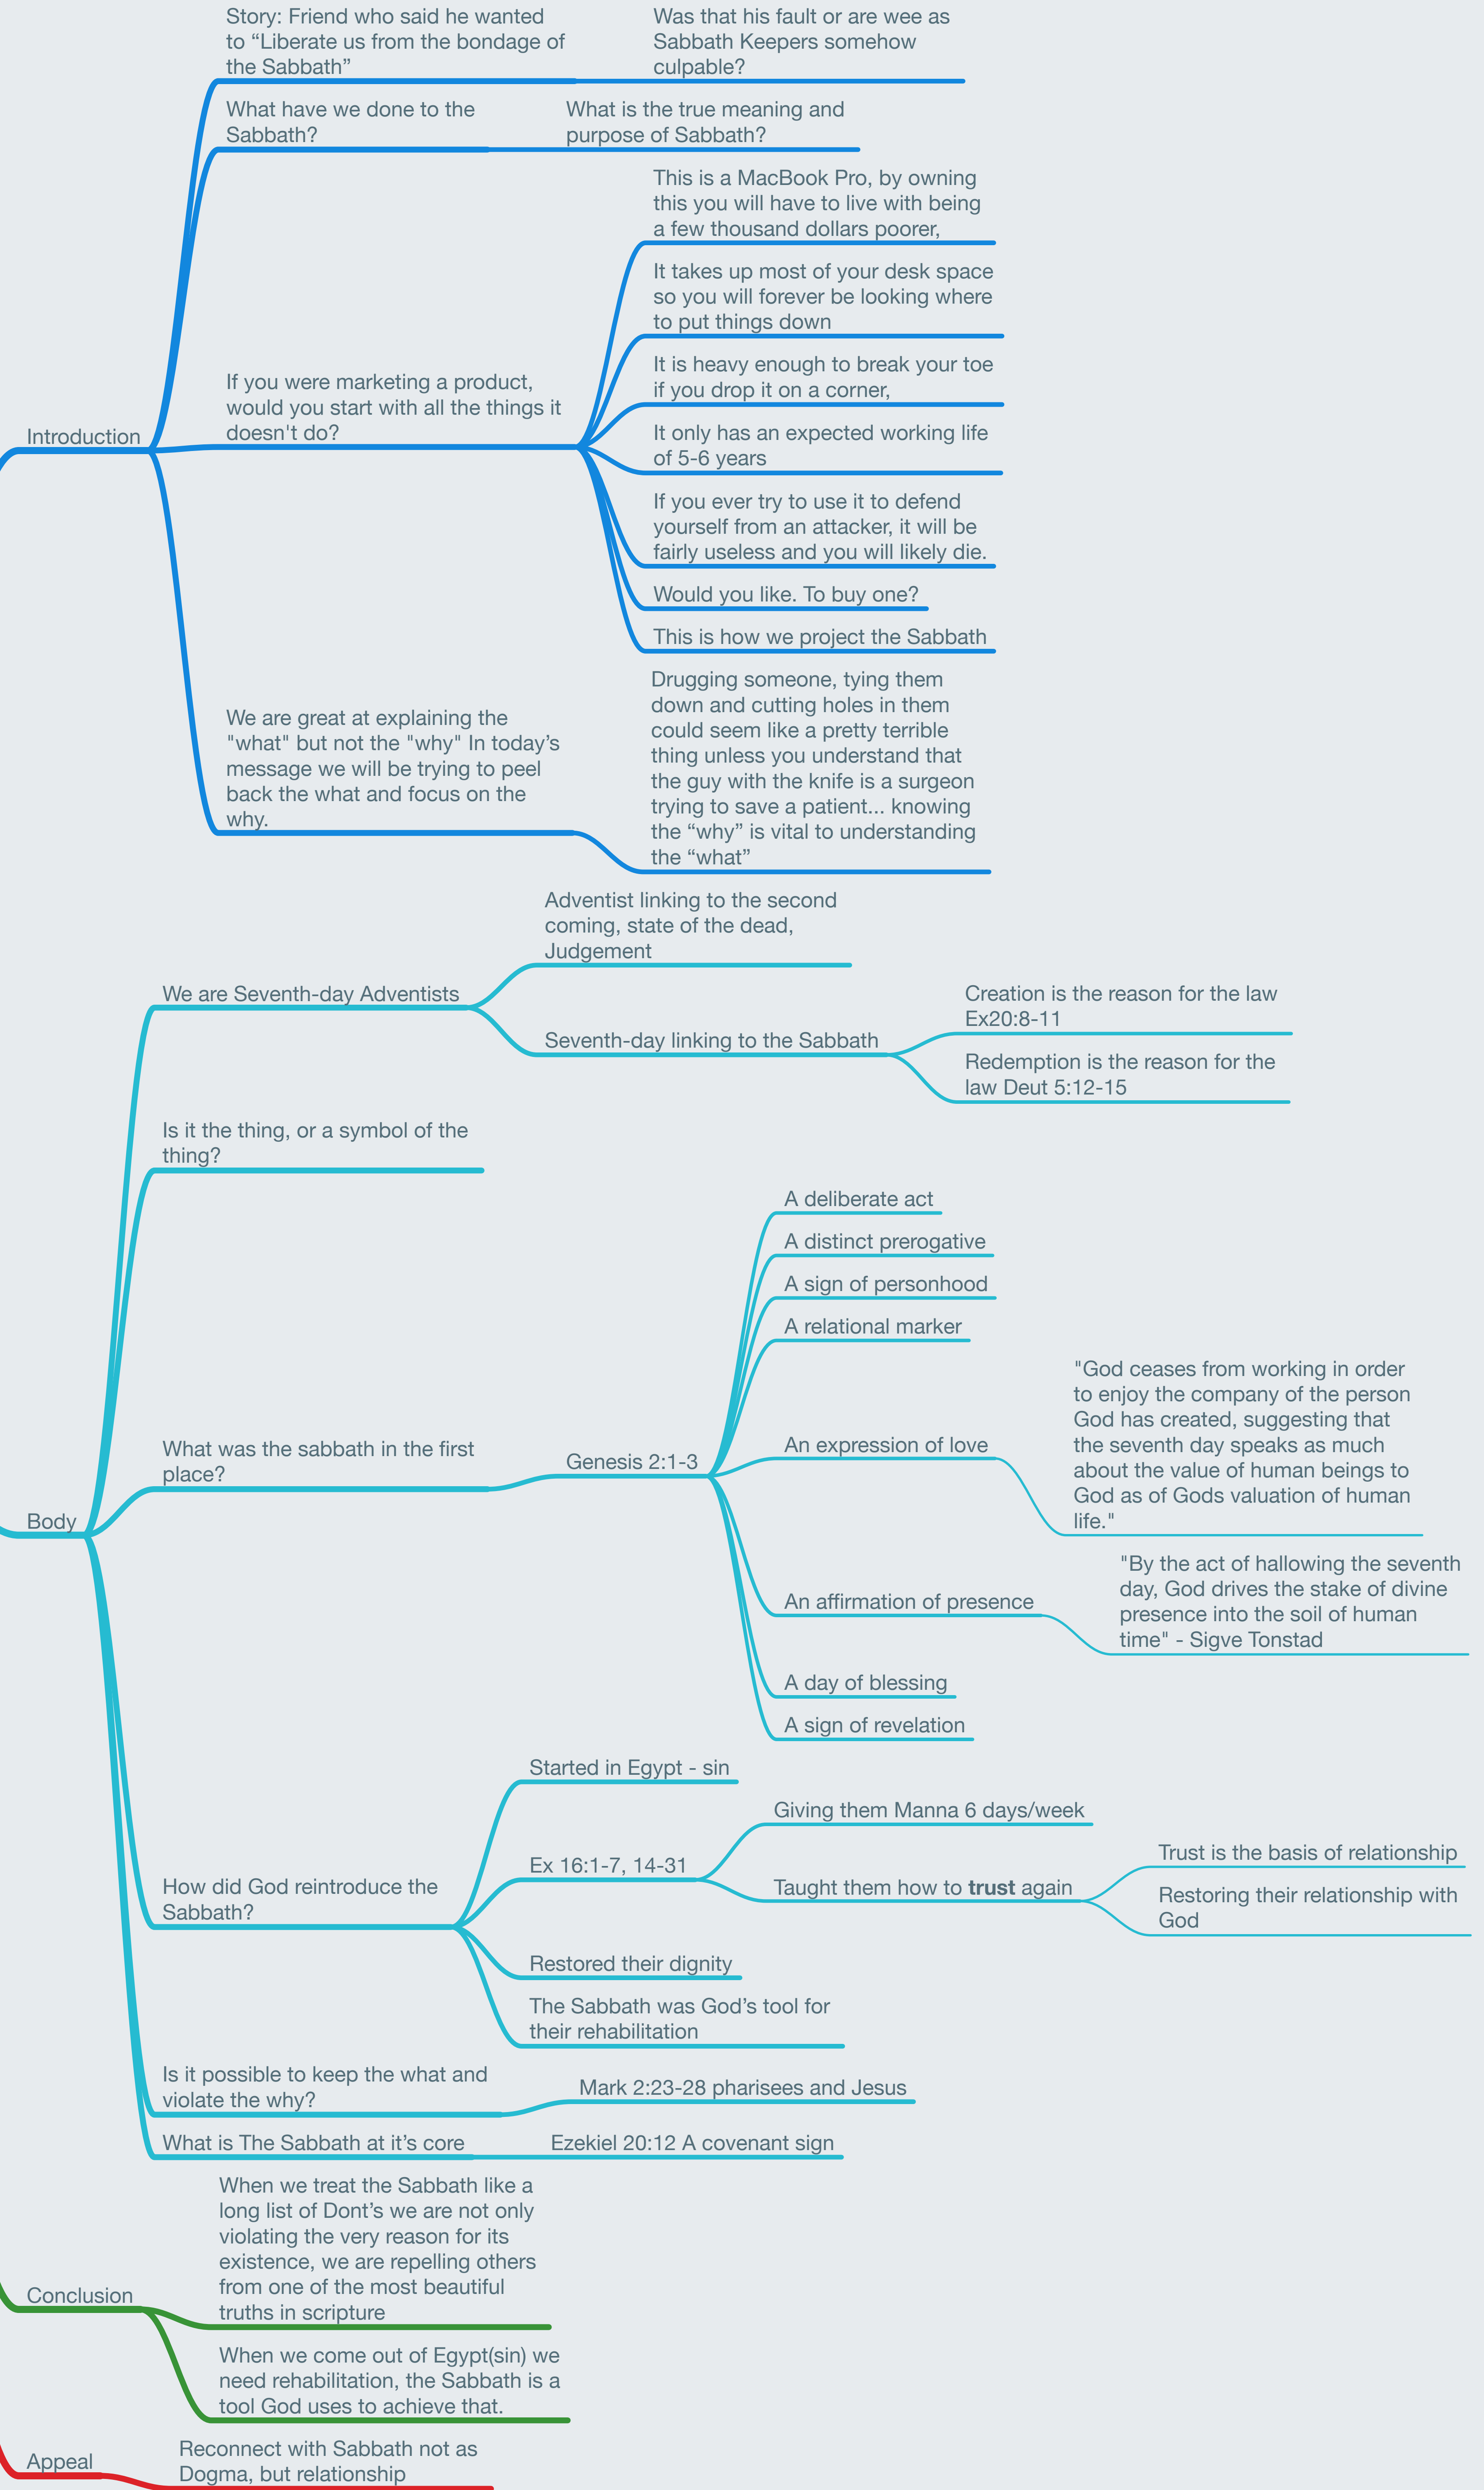 Story: Friend who said he wanted
to “Liberate us from the bondage of
the Sabbath”
Was that his fault or are wee as
Sabbath Keepers somehow
culpable?
What have we done to the
Sabbath?
What is the true meaning and
purpose of Sabbath?
Introduction
If you were marketing a product,
would you start with all the things it
doesn't do?
This is a MacBook Pro, by owning
this you will have to live with being
a few thousand dollars poorer,
It takes up most of your desk space
so you will forever be looking where
to put things down
It is heavy enough to break your toe
if you drop it on a corner,
It only has an expected working life
of 5-6 years
If you ever try to use it to defend
yourself from an attacker, it will be
fairly useless and you will likely die.
Would you like. To buy one?
This is how we project the Sabbath
We are great at explaining the
"what" but not the "why" In today’s
message we will be trying to peel
back the what and focus on the
why.
Drugging someone, tying them
down and cutting holes in them
could seem like a pretty terrible
thing unless you understand that
the guy with the knife is a surgeon
trying to save a patient... knowing
the “why” is vital to understanding
the “what”
Body
We are Seventh-day Adventists
Adventist linking to the second
coming, state of the dead,
Judgement
Seventh-day linking to the Sabbath
Creation is the reason for the law
Ex20:8-11
Redemption is the reason for the
law Deut 5:12-15
Is it the thing, or a symbol of the
thing?
What was the sabbath in the first
place?
Genesis 2:1-3
A deliberate act
A distinct prerogative
A sign of personhood
A relational marker
An expression of love
"God ceases from working in order
to enjoy the company of the person
God has created, suggesting that
the seventh day speaks as much
about the value of human beings to
God as of Gods valuation of human
life."
An affirmation of presence
"By the act of hallowing the seventh
day, God drives the stake of divine
presence into the soil of human
time" - Sigve Tonstad
A day of blessing
A sign of revelation
How did God reintroduce the
Sabbath?
Started in Egypt - sin
Ex 16:1-7, 14-31
Giving them Manna 6 days/week
Taught them how to trust again
Trust is the basis of relationship
Restoring their relationship with
God
Restored their dignity
The Sabbath was God’s tool for
their rehabilitation
Is it possible to keep the what and
violate the why?
Mark 2:23-28 pharisees and Jesus
What is The Sabbath at it’s core
Ezekiel 20:12 A covenant sign
Conclusion
When we treat the Sabbath like a
long list of Dont’s we are not only
violating the very reason for its
existence, we are repelling others
from one of the most beautiful
truths in scripture
When we come out of Egypt(sin) we
need rehabilitation, the Sabbath is a
tool God uses to achieve that.
Appeal
Reconnect with Sabbath not as
Dogma, but relationship